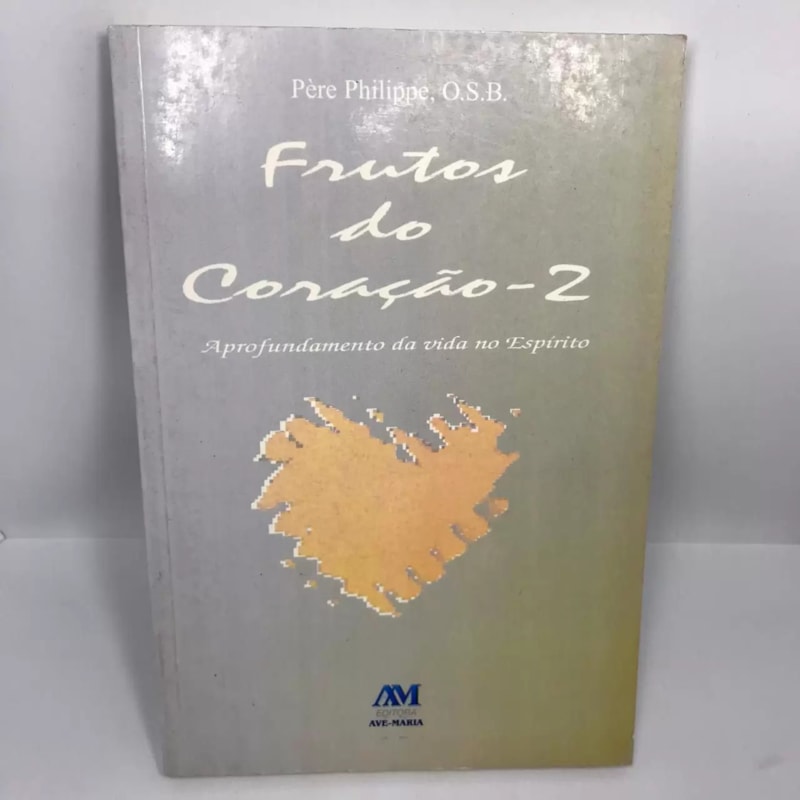 Père Philippe, O.S.B.
Frutos
do
Coração-2
Aprofundamento da vida no Espírito
AM
EDITORA
AVE-MARIA